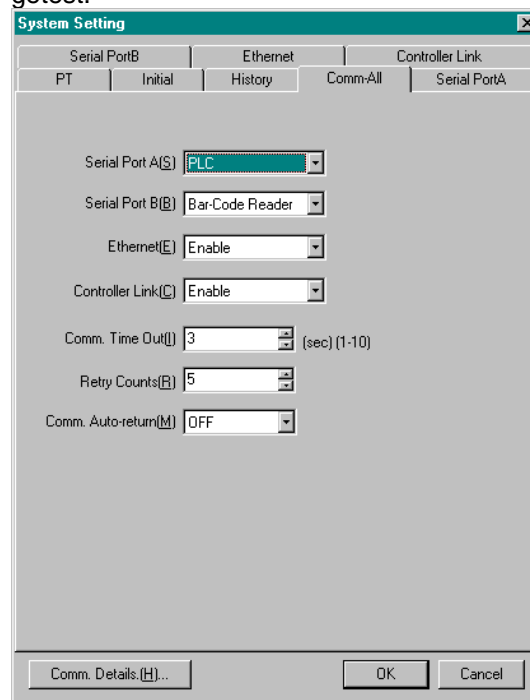 getest.
System Setting
Serial PortB Ethernet Controller Link
PT Initial History Comm-All Serial PortA
Serial Port A(S) PLC
Serial Port B(B) Bar-Code Reader
Ethernet(E) Enable
Controller Link(C) Enable
Comm. Time Out(I) 3 (sec) (1-10)
Retry Counts(R) 5
Comm. Auto-return(M) OFF
Comm. Details.(H)... OK Cancel